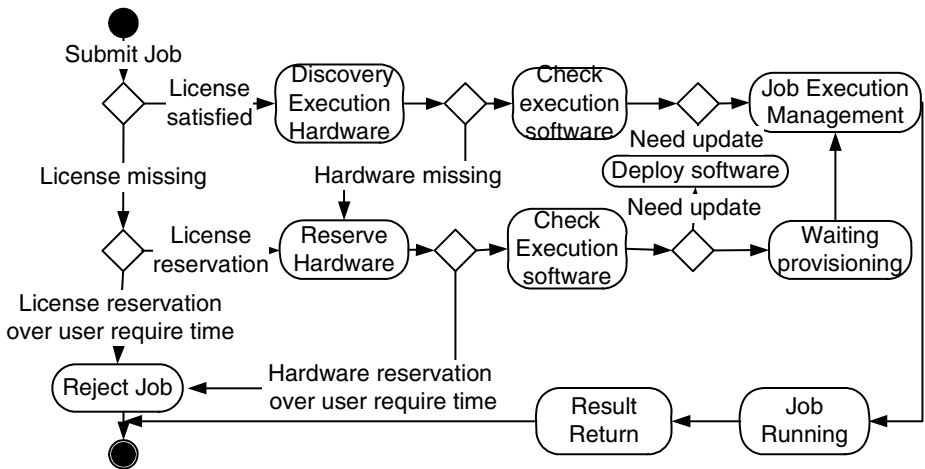 Submit Job
License
satisfied
Discovery
Execution
Hardware
Check
execution
software
Need update
Job Execution
Management
License missing
Hardware missing
Deploy software
Need update
License
reservation
Reserve
Hardware
Check
Execution
software
Waiting
provisioning
License reservation
over user require time
Reject Job
Hardware reservation
over user require time
Result
Return
Job
Running